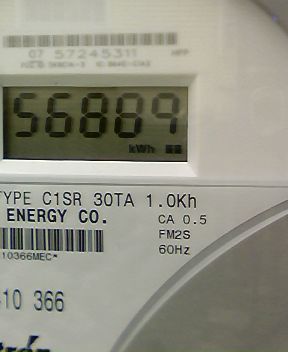 07 57245311
56889
kWh
TYPE C1SR 30TA 1.0Kh
ENERGY CO.
CA 0.5
FM2S
10366MEC*
60Hz
10 366